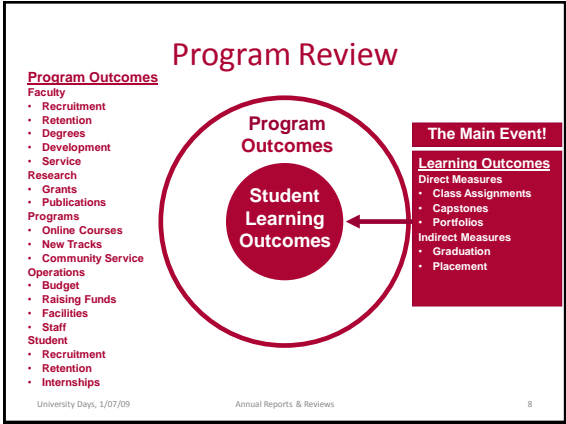 Program Review
Program Outcomes
Faculty
• Recruitment
• Retention
• Degrees
• Development
• Service
Research
• Grants
• Publications
Programs
• Online Courses
• New Tracks
• Community Service
Operations
• Budget
• Raising Funds
• Facilities
• Staff
Student
• Recruitment
• Retention
• Internships
Program
Outcomes
Student
Learning
Outcomes
The Main Event!
Learning Outcomes
Direct Measures
• Class Assignments
• Capstones
• Portfolios
Indirect Measures
• Graduation
• Placement
University Days, 1/07/09
Annual Reports & Reviews
8